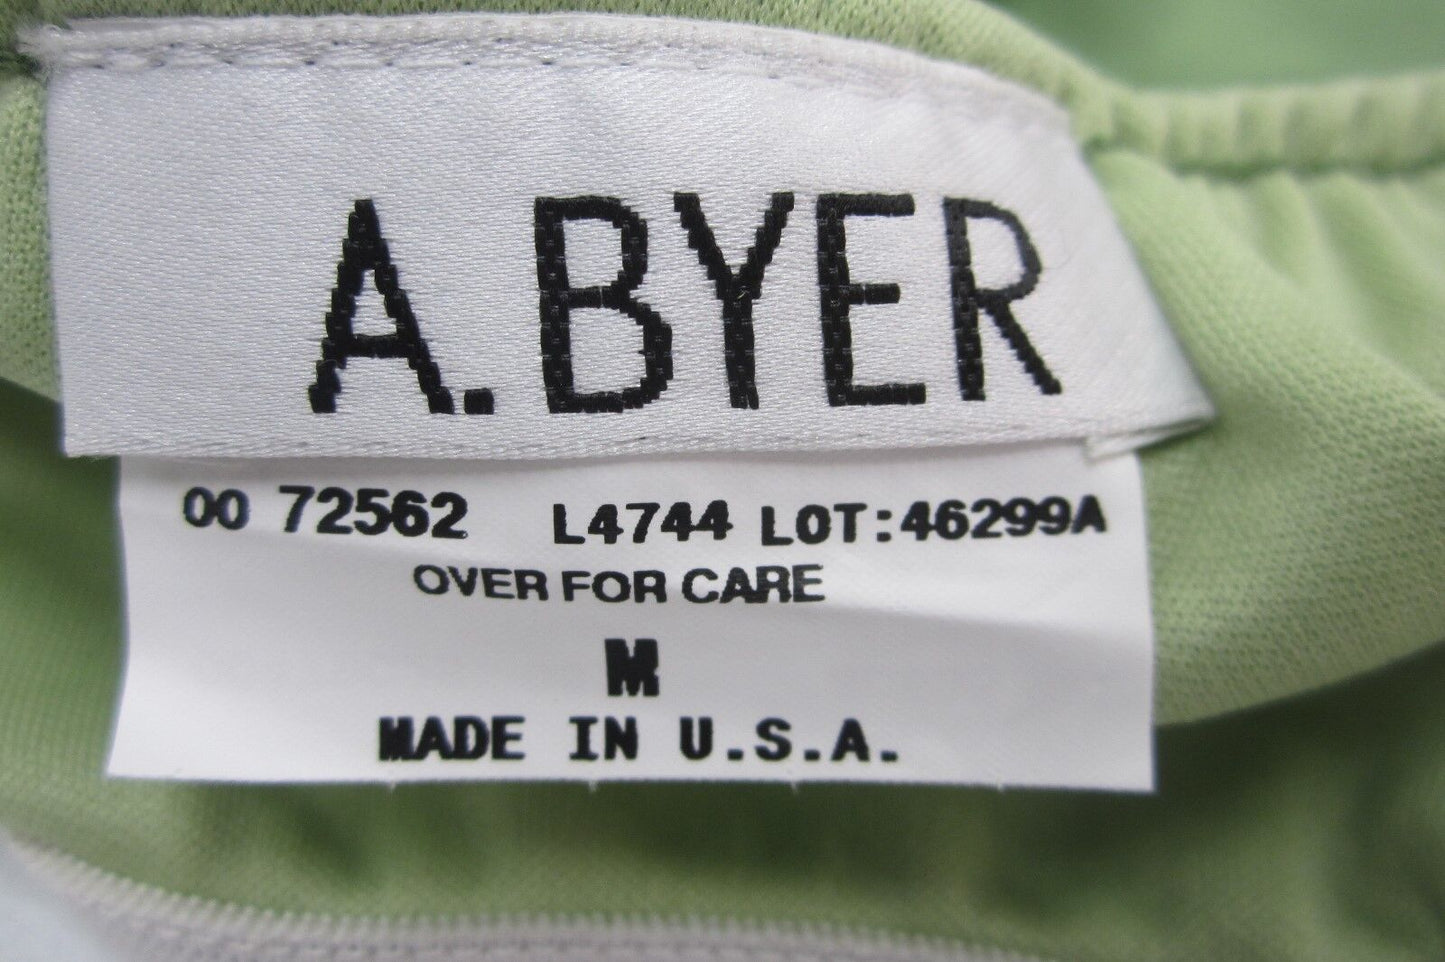 A.BYER
00 72562 L4744 LOT:46299A
OVER FOR CARE
M
MADE IN U.S.A.